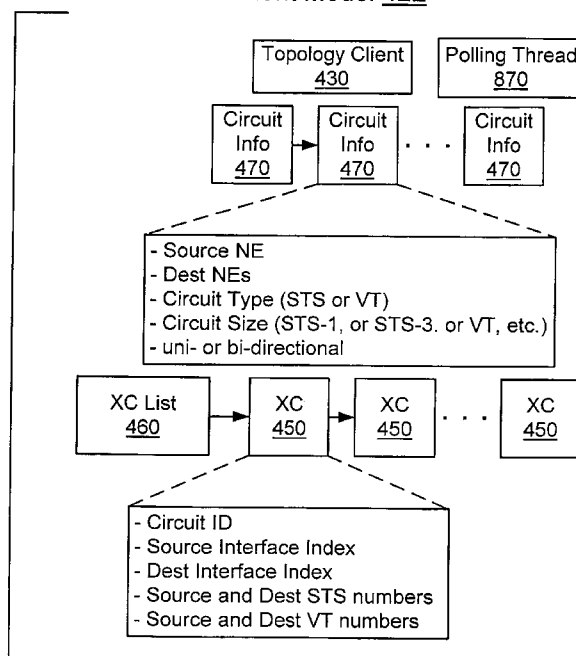 Model 422
Topology Client
430
Polling Thread
870
Circuit
Info
470
Circuit
Info
470
. . .
Circuit
Info
470
- Source NE
- Dest NEs
- Circuit Type (STS or VT)
- Circuit Size (STS-1, or STS-3. or VT, etc.)
- uni- or bi-directional
XC List
460
XC
450
XC
450
. . .
XC
450
- Circuit ID
- Source Interface Index
- Dest Interface Index
- Source and Dest STS numbers
- Source and Dest VT numbers